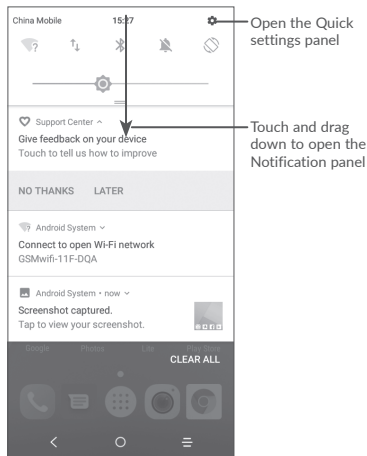 China Mobile 15:27
Open the Quick
settings panel
?
Support Center
Give feedback on your device
Touch to tell us how to improve
Touch and drag
down to open the
Notification panel
NO THANKS LATER
Android System
Connect to open Wi-Fi network
GSMwifi-11F-DQA
Android System • now
Screenshot captured.
Tap to view your screenshot.
Google Photos Lite Play Store
CLEAR ALL